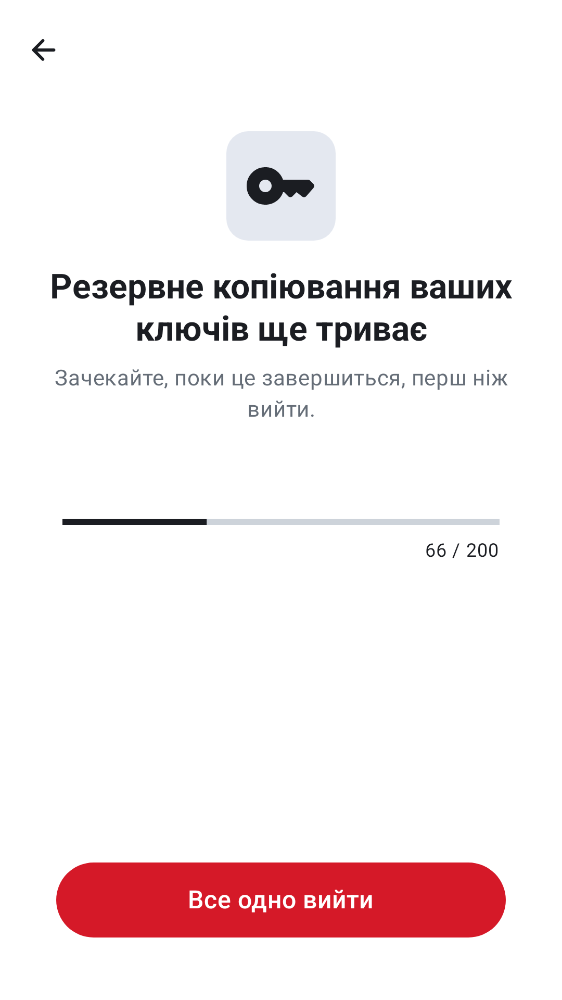 Резервне копіювання ваших
ключів ще триває
Зачекайте, поки це завершиться, перш ніж
вийти.
66 / 200
Все одно вийти